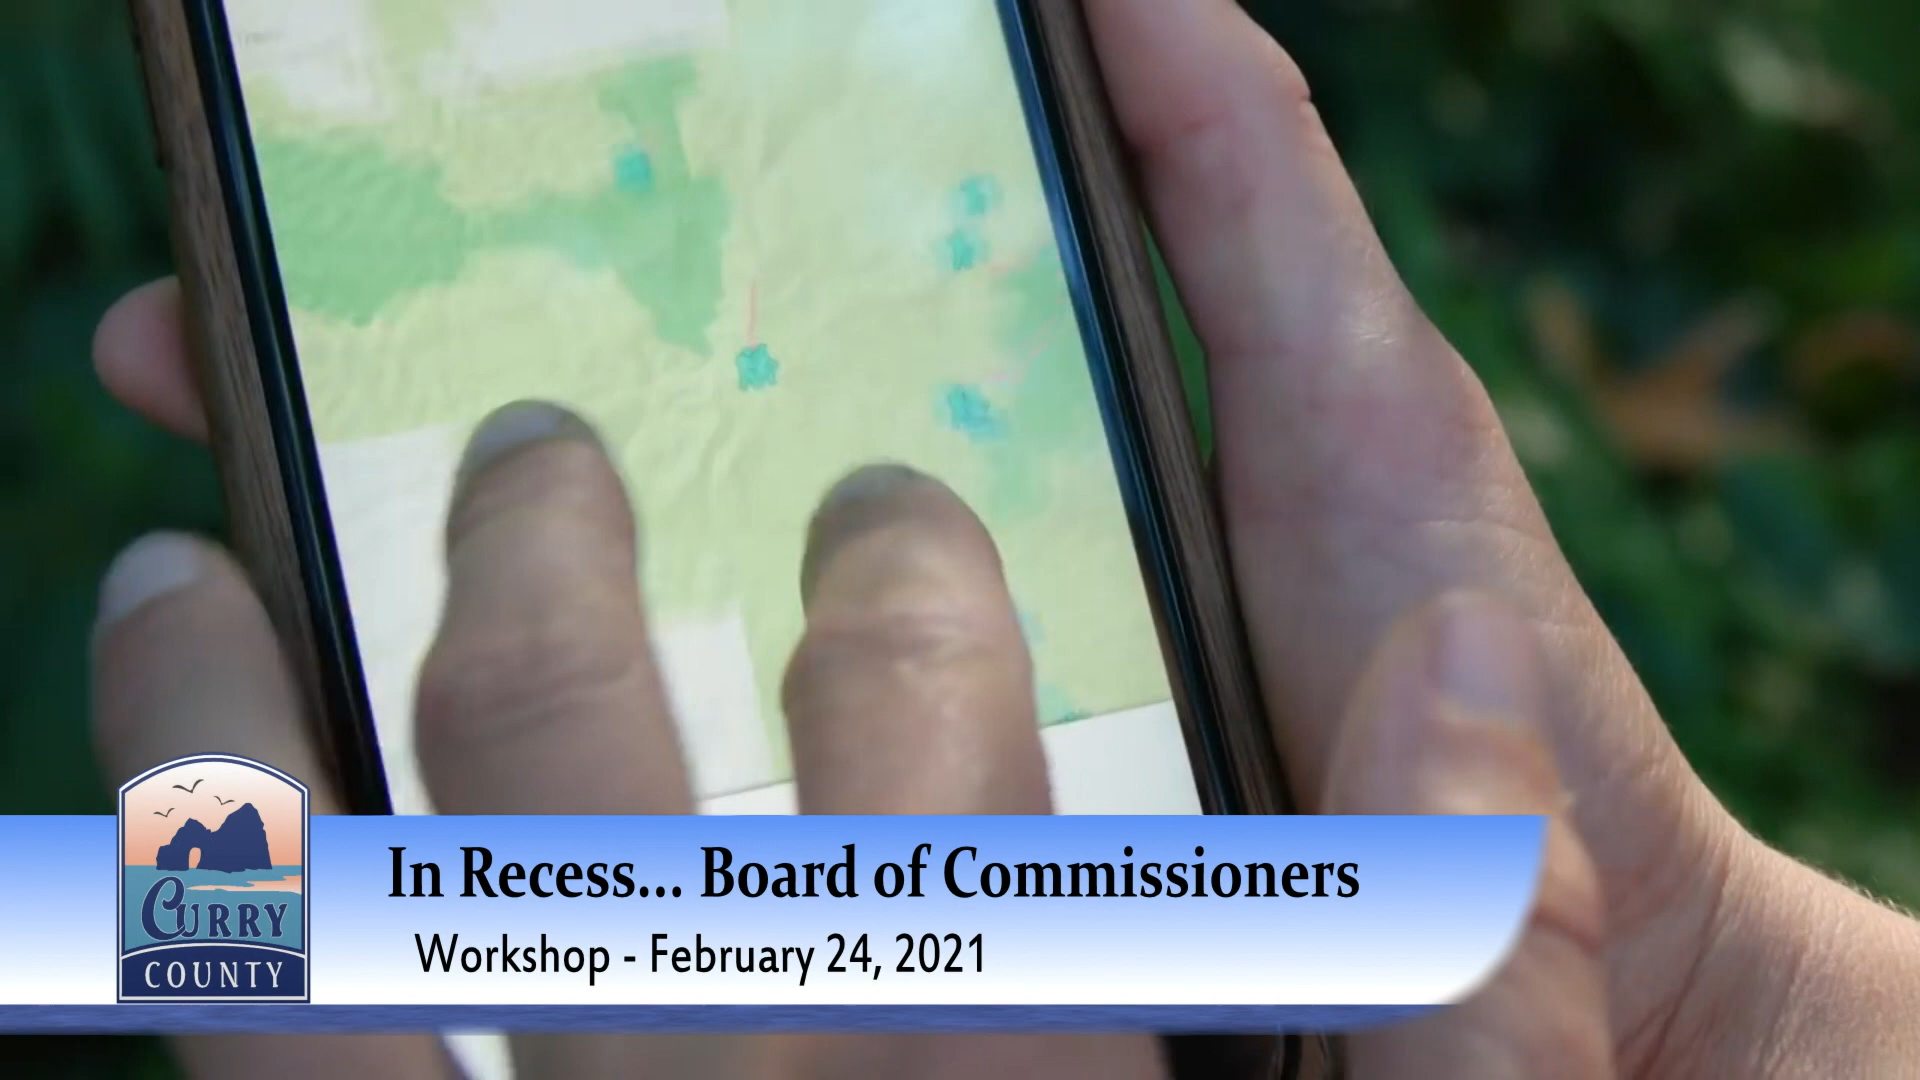 In Recess... Board of Commissioners
Workshop - February 24, 2021
CURRY
COUNTY